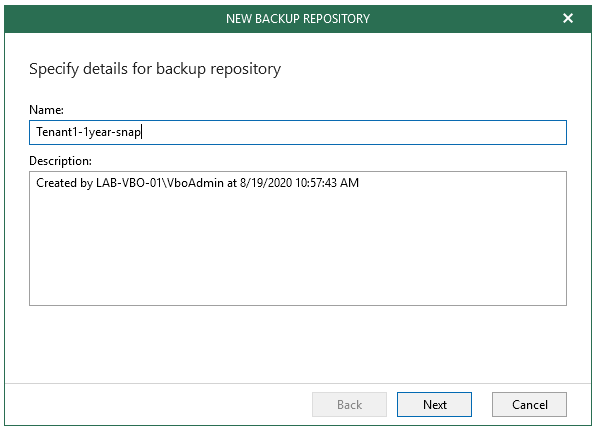 NEW BACKUP REPOSITORY
Specify details for backup repository
Name:
Tenant1-1year-snap
Description:
Created by LAB-VBO-01\VboAdmin at 8/19/2020 10:57:43 AM
Back Next Cancel